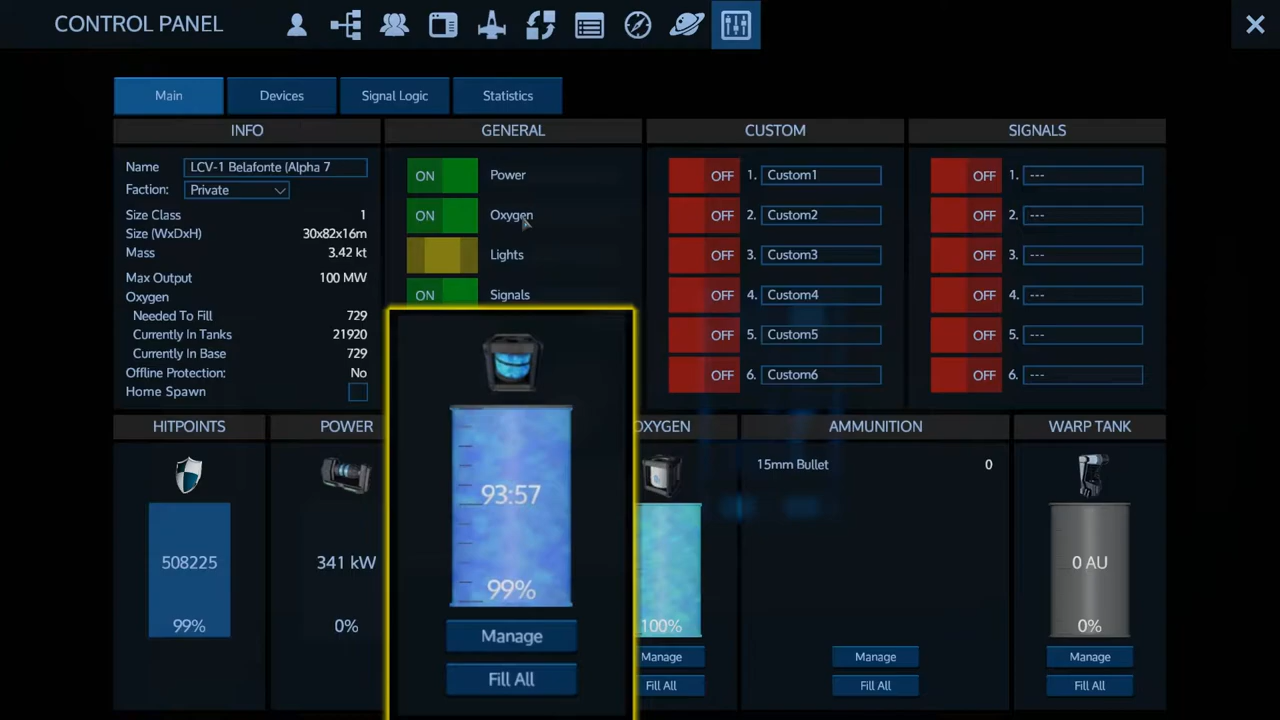 CONTROL PANEL
Main
Devices
Signal Logic
Statistics
INFO
Name
LCV-1 Belafonte (Alpha 7
Faction:
Private
Size Class
1
Size (WxDxH)
30x82x16m
Mass
3.42 kt
Max Output
100 MW
Oxygen
Needed To Fill
729
Currently In Tanks
21920
Currently In Base
729
Offline Protection:
No
Home Spawn
GENERAL
ON
Power
ON
Oxygen
Lights
ON
Signals
CUSTOM
OFF
1.
Custom1
OFF
2.
Custom2
OFF
3.
Custom3
OFF
4.
Custom4
OFF
5.
Custom5
OFF
6.
Custom6
SIGNALS
OFF
1.
---
OFF
2.
---
OFF
3.
---
OFF
4.
---
OFF
5.
---
OFF
6.
---
HITPOINTS
508225
99%
POWER
341 kW
0%
93:57
99%
Manage
Fill All
OXYGEN
100%
Manage
Fill All
AMMUNITION
15mm Bullet
0
Manage
Fill All
WARP TANK
0 AU
0%
Manage
Fill All